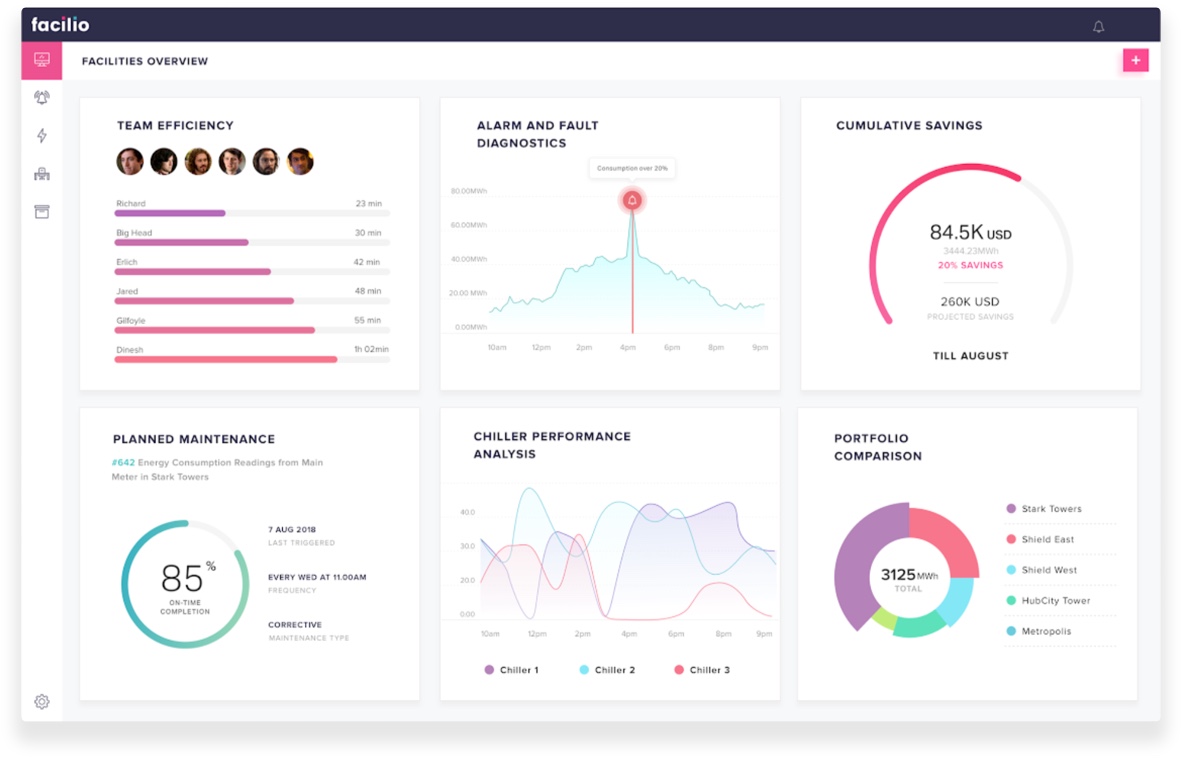 facilio
FACILITIES OVERVIEW
+
TEAM EFFICIENCY
Richard 23 min
Big Head 30 min
Erlich 42 min
Jared 48 min
Gilfoyle 55 min
Dinesh 1h 02min
ALARM AND FAULT
DIAGNOSTICS
Consumption over 20%
80.00MWh
60.00MWh
40.00MWh
20.00 MWh
0.00MWh
10am 12pm 2pm 4pm 6pm 8pm 9pm
CUMULATIVE SAVINGS
84.5K USD
3444.23MWh
20% SAVINGS
260K USD
PROJECTED SAVINGS
TILL AUGUST
PLANNED MAINTENANCE
#642 Energy Consumption Readings from Main
Meter in Stark Towers
85%
ON-TIME
COMPLETION
7 AUG 2018
LAST TRIGGERED
EVERY WED AT 11.00AM
FREQUENCY
CORRECTIVE
MAINTENANCE TYPE
CHILLER PERFORMANCE
ANALYSIS
40.0
30.0
20.0
0.00
10am 12pm 2pm 4pm 6pm 8pm 9pm
Chiller 1 Chiller 2 Chiller 3
PORTFOLIO
COMPARISON
3125MWh
TOTAL
Stark Towers
Shield East
Shield West
HubCity Tower
Metropolis